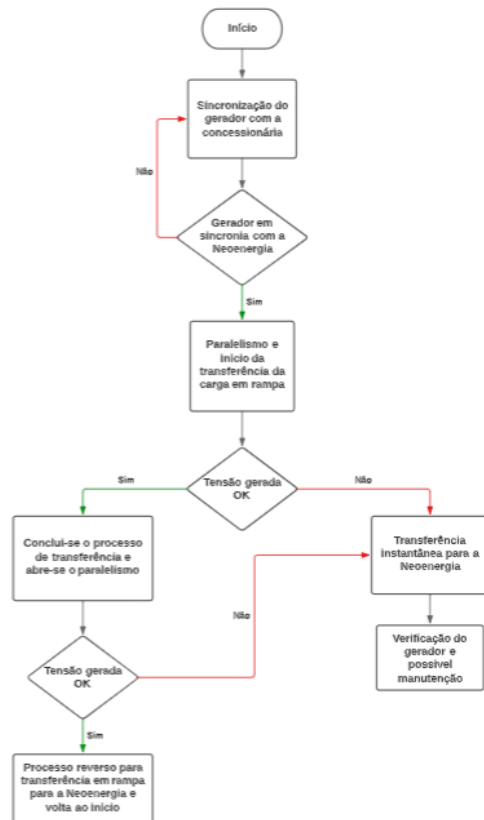 Início
Sincronização do
gerador com a
concessionária
Não
Gerador em
sincronia com a
Neoenergia
Sim
Paralelismo e
início da
transferência da
carga em rampa
Tensão gerada
OK
Sim
Não
Conclui-se o processo
de transferência e
abre-se o paralelismo
Transferência
instantânea para a
Neoenergia
Não
Verificação do
gerador e
possível
manutenção
Tensão gerada
OK
Sim
Processo reverso para
transferência em rampa
para a Neoenergia e
volta ao início